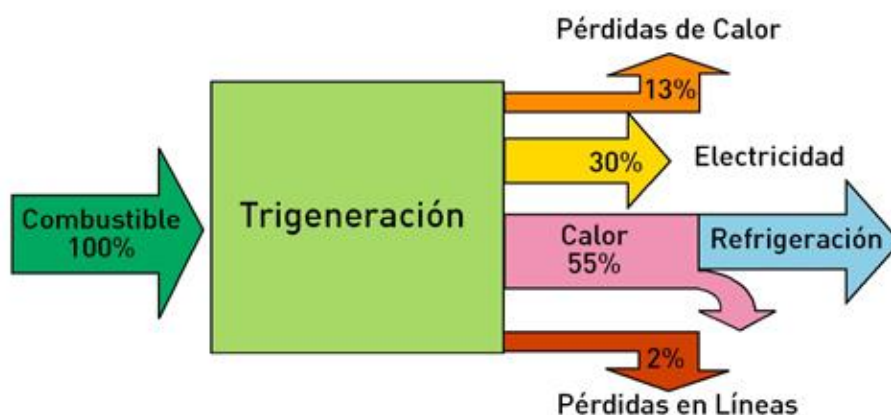 Pérdidas de Calor
13%
30%
Electricidad
Combustible
100%
Trigeneración
Calor
55%
Refrigeración
2%
Pérdidas en Líneas